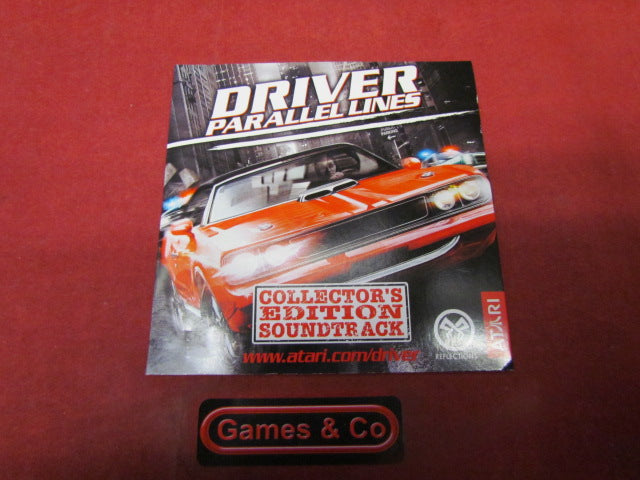 DRIVER
PARALLEL LINES
COLLECTOR'S
EDITION
SOUNDTRACK
www.atari.com/driver
REFLECTIONS
ATARI
Games & Co